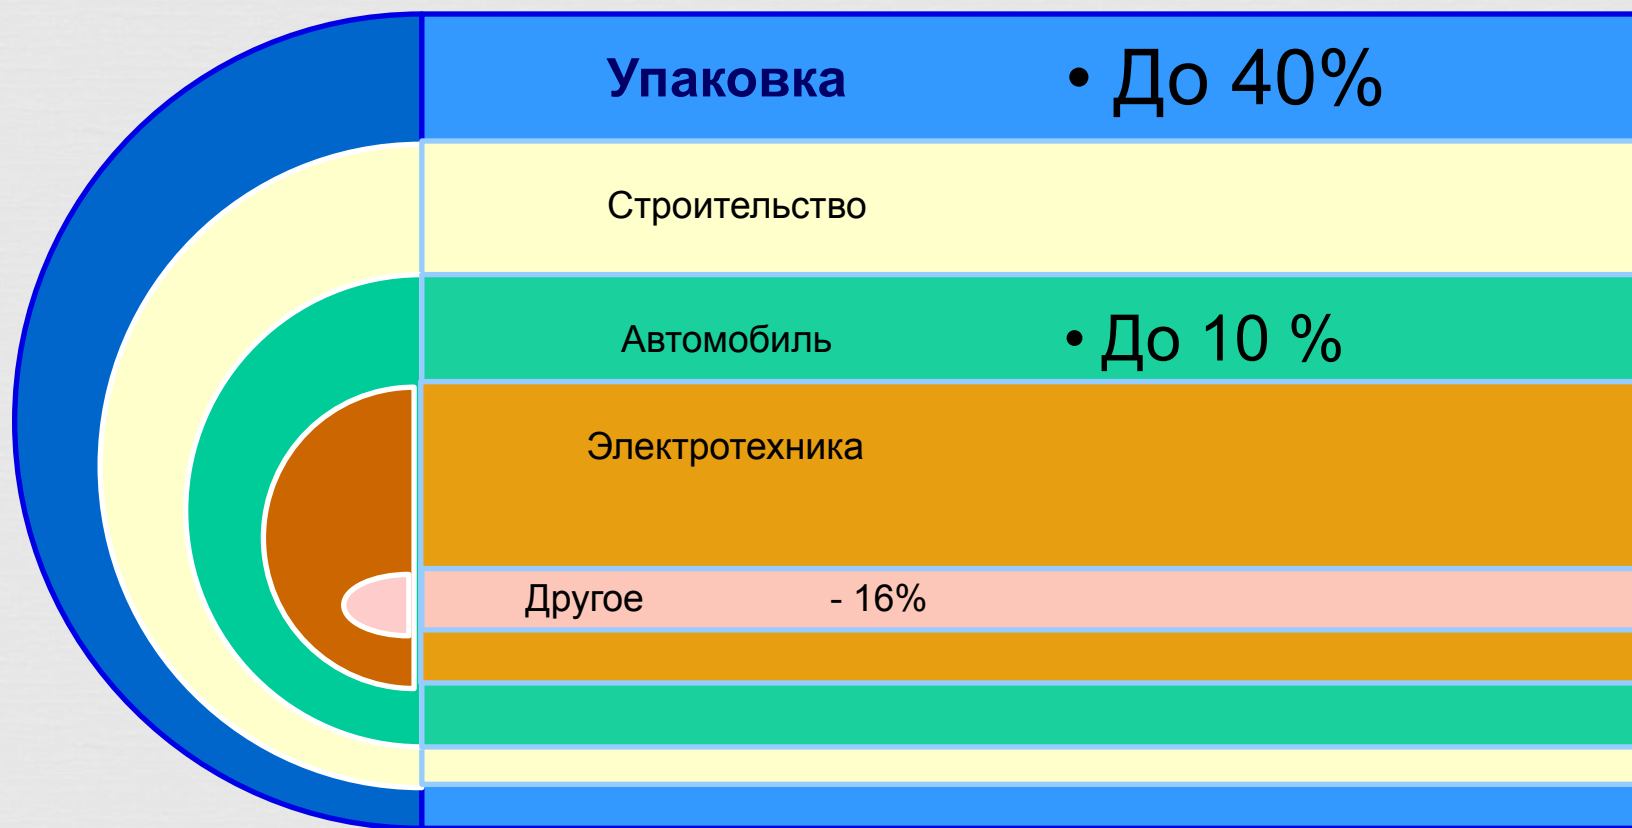 Упаковка • До 40%
Строительство
Автомобиль • До 10 %
Электротехника
Другое - 16%